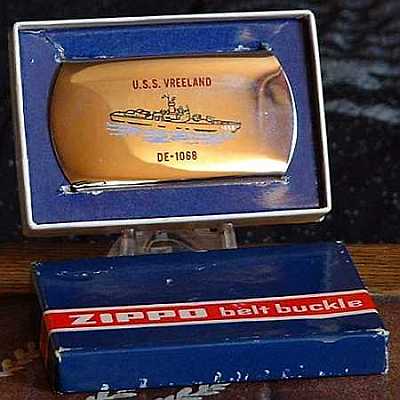 U.S.S. VREELAND
DE-1068
ZIPPO belt buckle